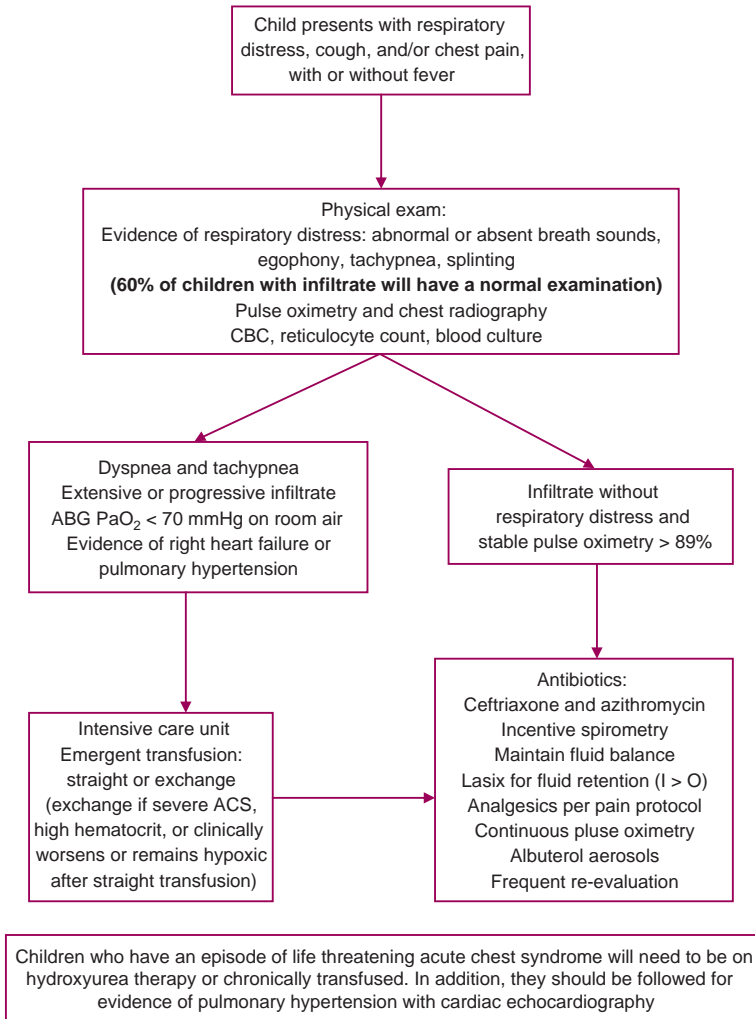 Child presents with respiratory
distress, cough, and/or chest pain,
with or without fever
Physical exam:
Evidence of respiratory distress: abnormal or absent breath sounds,
egophony, tachypnea, splinting
(60% of children with infiltrate will have a normal examination)
Pulse oximetry and chest radiography
CBC, reticulocyte count, blood culture
Dyspnea and tachypnea
Extensive or progressive infiltrate
ABG PaO₂ < 70 mmHg on room air
Evidence of right heart failure or
pulmonary hypertension
Infiltrate without
respiratory distress and
stable pulse oximetry > 89%
Intensive care unit
Emergent transfusion:
straight or exchange
(exchange if severe ACS,
high hematocrit, or clinically
worsens or remains hypoxic
after straight transfusion)
Antibiotics:
Ceftriaxone and azithromycin
Incentive spirometry
Maintain fluid balance
Lasix for fluid retention (I > O)
Analgesics per pain protocol
Continuous pluse oximetry
Albuterol aerosols
Frequent re-evaluation
Children who have an episode of life threatening acute chest syndrome will need to be on
hydroxyurea therapy or chronically transfused. In addition, they should be followed for
evidence of pulmonary hypertension with cardiac echocardiography